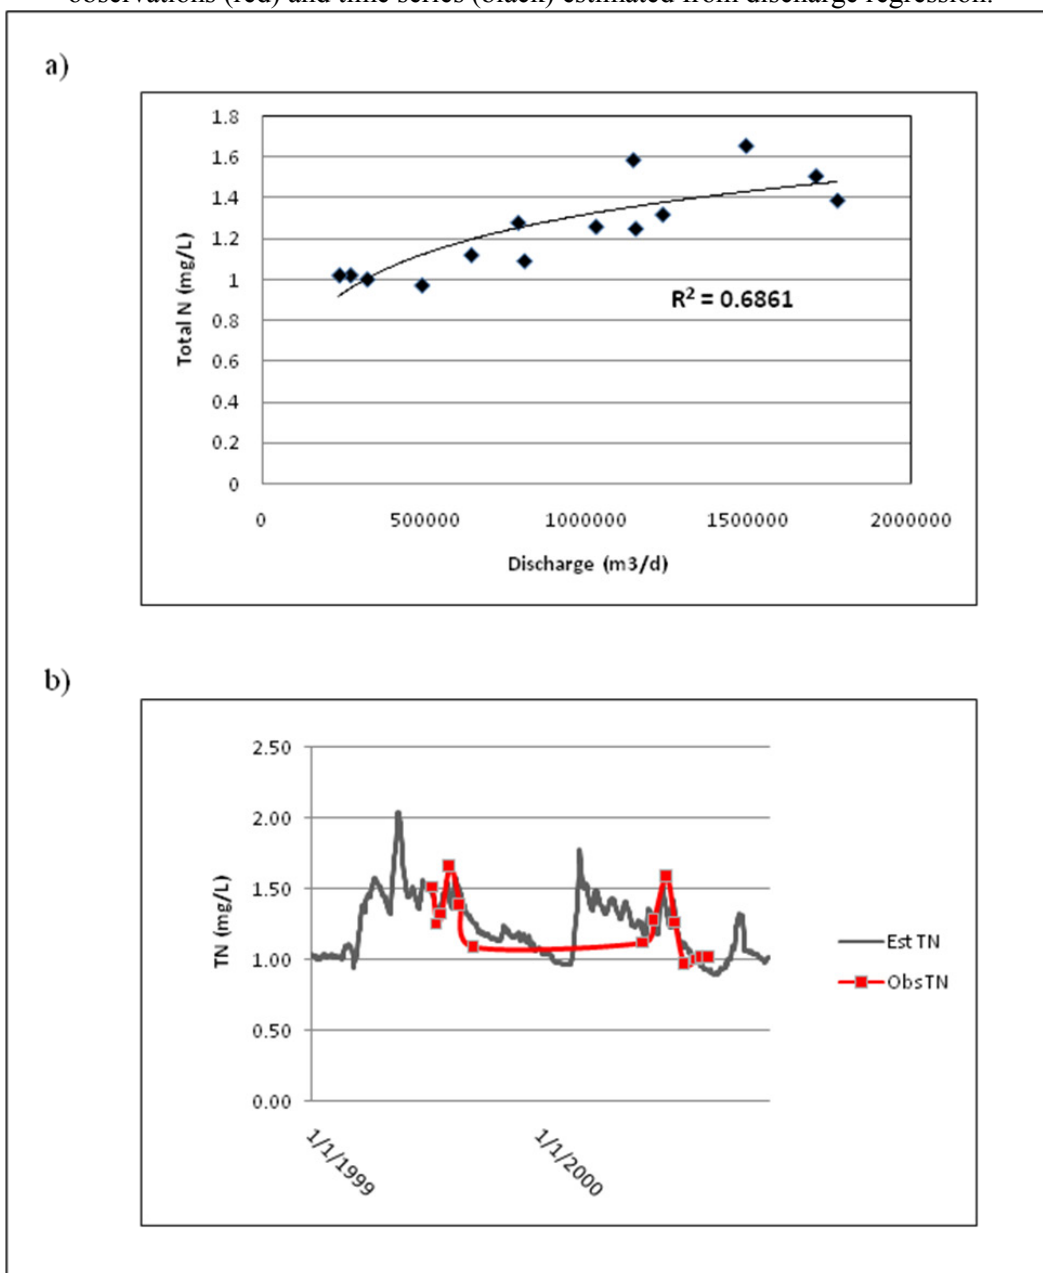 observations (red) and time series (black) estimated from discharge regression.
a)
1.8
1.6
1.4
1.2
1
0.8
0.6
0.4
0.2
0
Total N (mg/L)
R² = 0.6861
0 500000 1000000 1500000 2000000
Discharge (m3/d)
b)
2.50
2.00
1.50
1.00
0.50
0.00
TN (mg/L)
Est TN
ObsTN
1/1/1999
1/1/2000